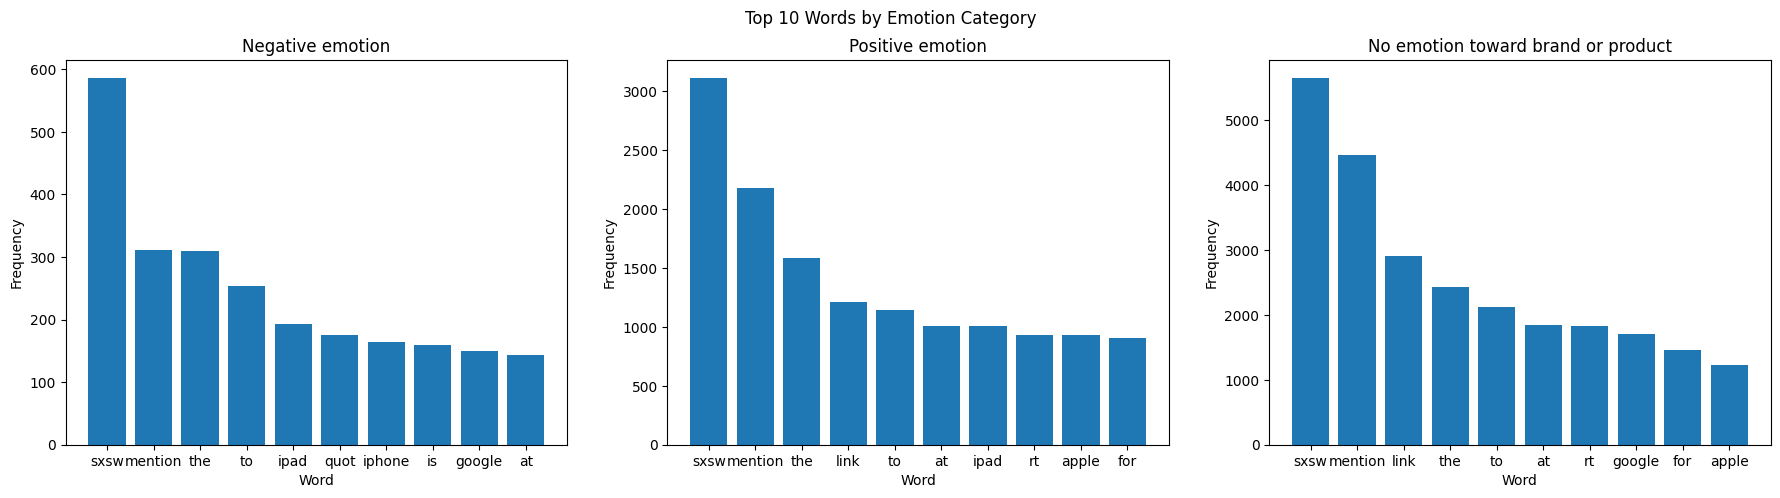 Top 10 Words by Emotion Category
Negative emotion
600
500
400
300
200
100
0
Frequency
sxsw mention the to ipad quot iphone is google at
Word
Positive emotion
3000
2500
2000
1500
1000
500
0
Frequency
sxsw mention the link to at ipad rt apple for
Word
No emotion toward brand or product
5000
4000
3000
2000
1000
0
Frequency
sxsw mention link the to at rt google for apple
Word